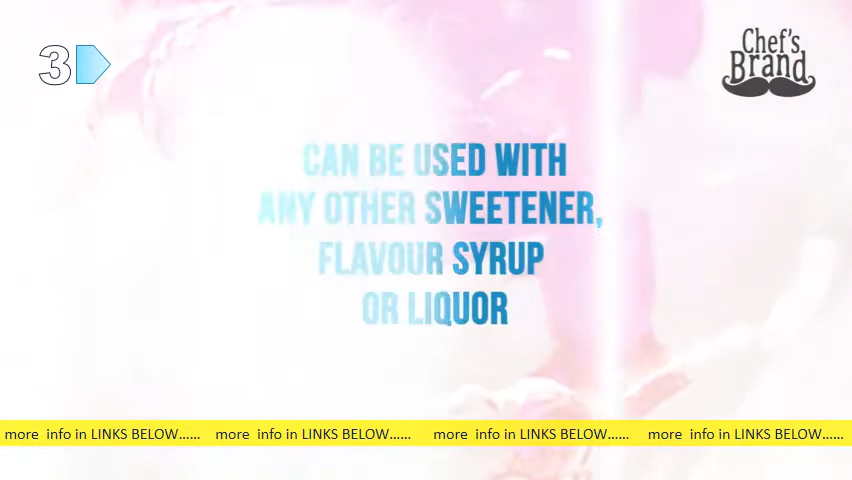 3
Chef's
Brand
CAN BE USED WITH
ANY OTHER SWEETENER,
FLAVOUR SYRUP
OR LIQUOR
more  info in LINKS BELOW...... more  info in LINKS BELOW...... more  info in LINKS BELOW...... more  info in LINKS BELOW......